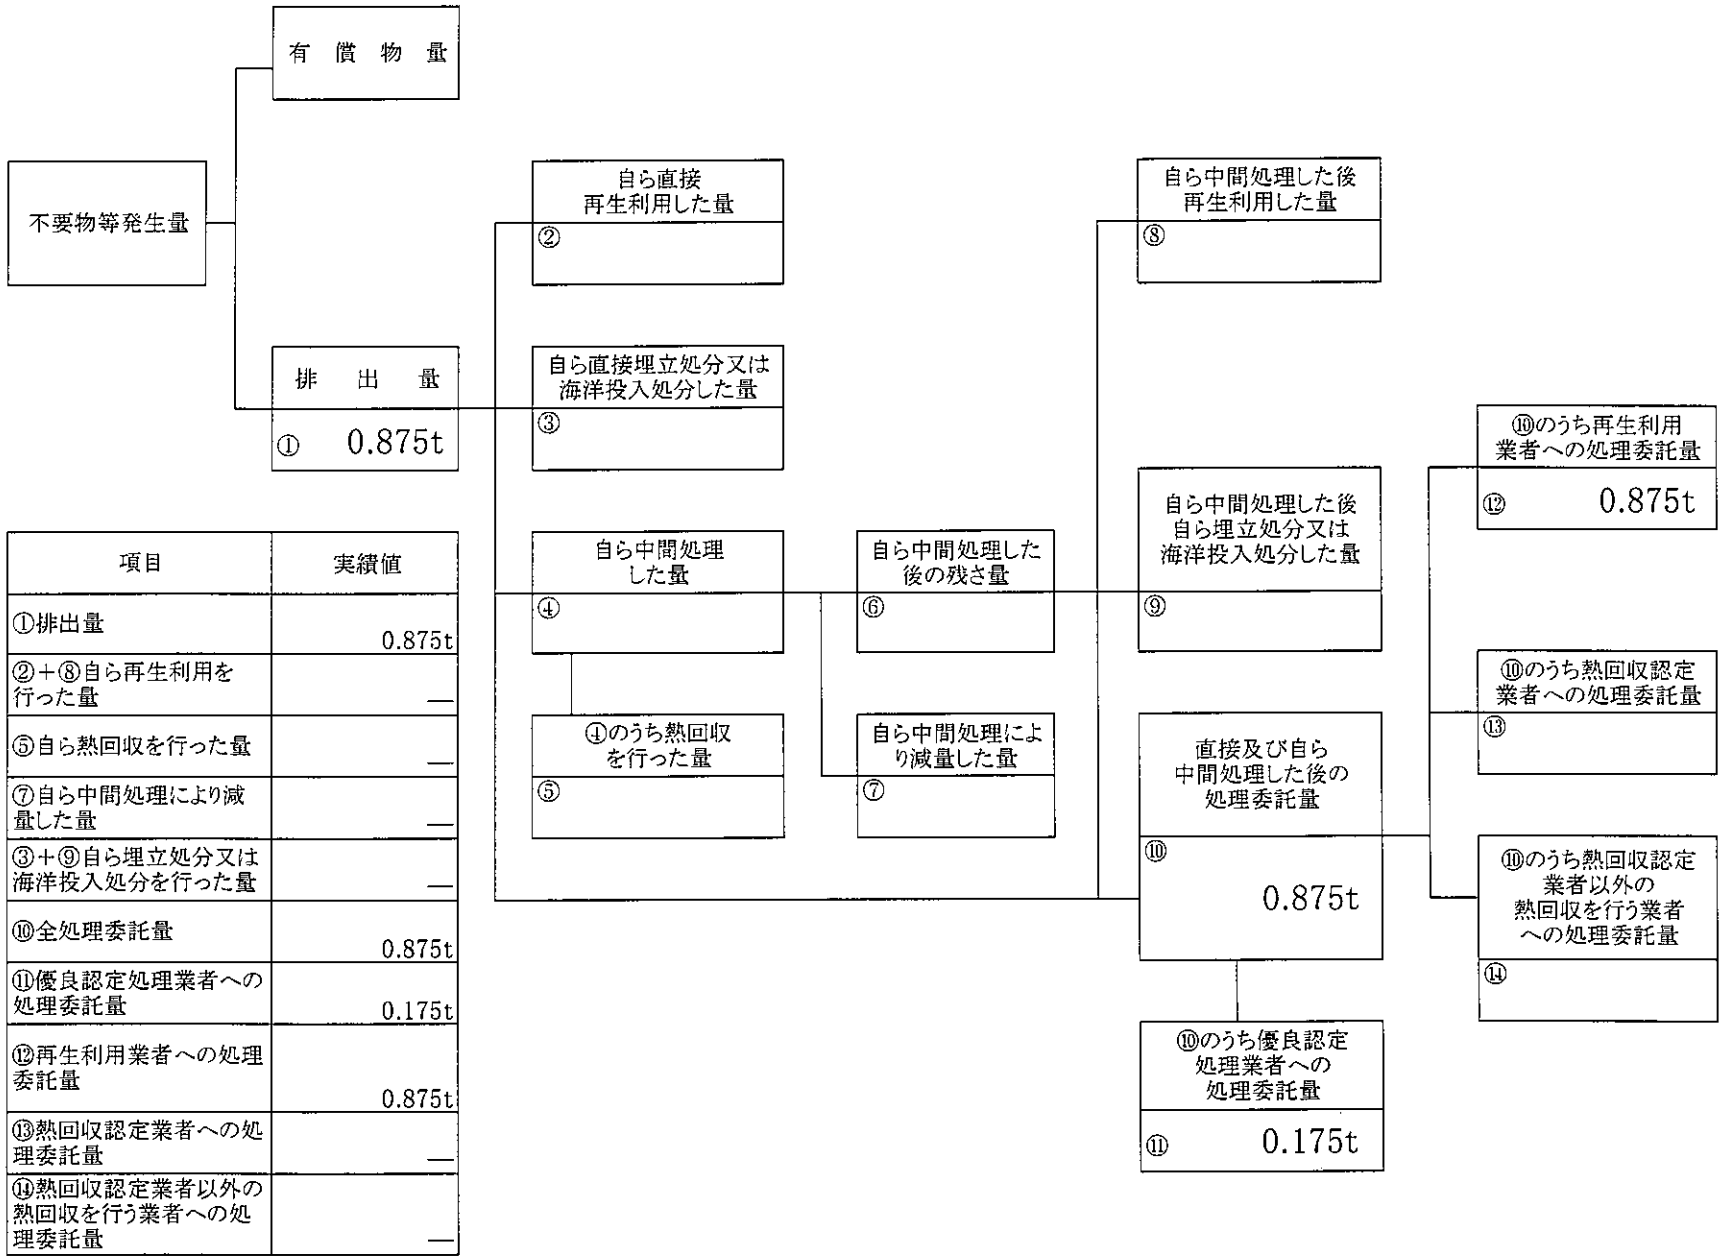 有償物量
不要物等発生量
排出量
① 0.875t
自ら直接
再生利用した量
②
自ら直接埋立処分又は
海洋投入処分した量
③
自ら中間処理
した量
④
④のうち熱回収
を行った量
⑤
自ら中間処理した
後の残さ量
⑥
自ら中間処理によ
り減量した量
⑦
自ら中間処理した後
再生利用した量
⑧
自ら中間処理した後
自ら埋立処分又は
海洋投入処分した量
⑨
直接及び自ら
中間処理した後の
処理委託量
⑩
0.875t
⑩のうち優良認定
処理業者への
処理委託量
⑪ 0.175t
⑩のうち再生利用
業者への処理委託量
⑫ 0.875t
⑩のうち熱回収認定
業者への処理委託量
⑬
⑩のうち熱回収認定
業者以外の
熱回収を行う業者
への処理委託量
⑭
項目 実績値
①排出量
0.875t
②+⑧自ら再生利用を
行った量 —
⑤自ら熱回収を行った量
—
⑦自ら中間処理により減
量した量 —
③+⑨自ら埋立処分又は
海洋投入処分を行った量 —
⑩全処理委託量
0.875t
⑪優良認定処理業者への
処理委託量 0.175t
⑫再生利用業者への処理
委託量
0.875t
⑬熱回収認定業者への処
理委託量 —
⑭熱回収認定業者以外の
熱回収を行う業者への処
理委託量 —